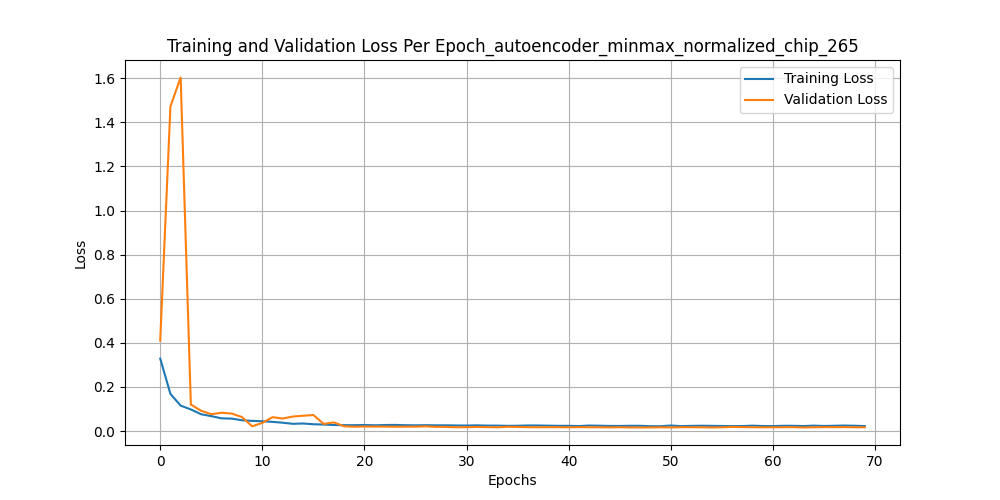 Training and Validation Loss Per Epoch_autoencoder_minmax_normalized_chip_265
Training Loss
Validation Loss
Loss
1.6
1.4
1.2
1.0
0.8
0.6
0.4
0.2
0.0
0 10 20 30 40 50 60 70
Epochs